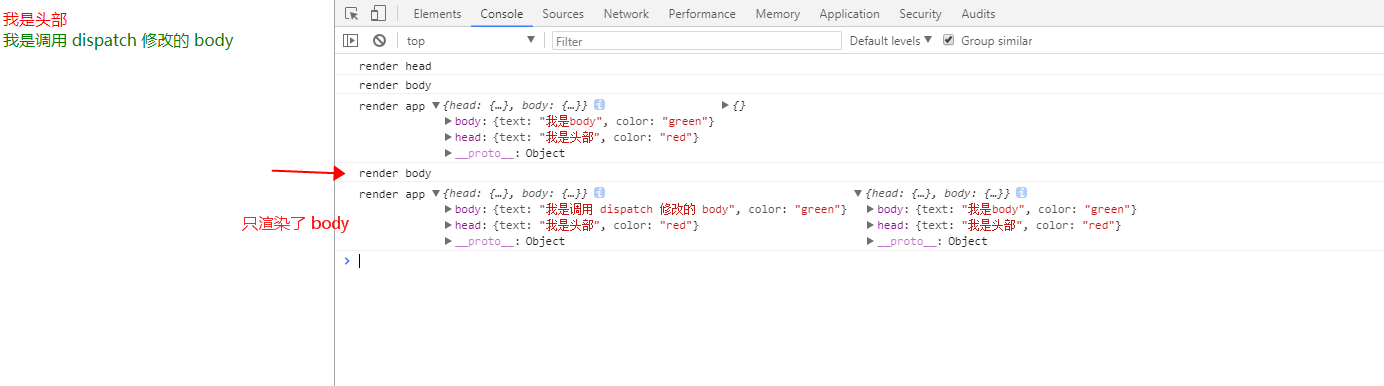 我是头部
我是调用 dispatch 修改的 body
Elements Console Sources Network Performance Memory Application Security Audits
top Filter Default levels Group similar
render head
render body
render app {head: {…}, body: {…}} i {}
body: {text: "我是body", color: "green"}
head: {text: "我是头部", color: "red"}
__proto__: Object
render body
render app {head: {…}, body: {…}} i {head: {…}, body: {…}} i
body: {text: "我是调用 dispatch 修改的 body", color: "green"} body: {text: "我是body", color: "green"}
只渲染了 body
head: {text: "我是头部", color: "red"} head: {text: "我是头部", color: "red"}
__proto__: Object __proto__: Object